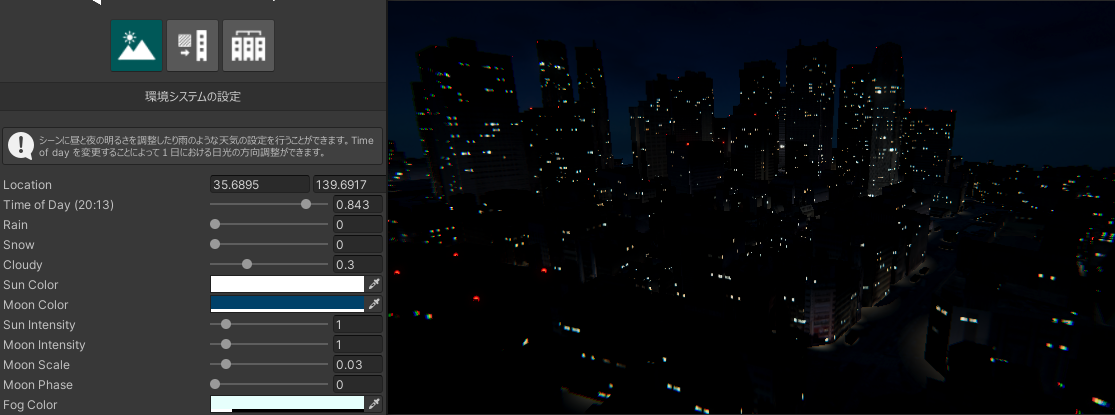 環境システムの設定
シーンに昼と夜の明るさを調整したり雨のような天気の設定を行うことができます。Time
of day を変更することによって１日における日光の方向調整ができます。
Location 35.6895 139.6917
Time of Day (20:13) 0.843
Rain 0
Snow 0
Cloudy 0.3
Sun Color
Moon Color
Sun Intensity 1
Moon Intensity 1
Moon Scale 0.03
Moon Phase 0
Fog Color